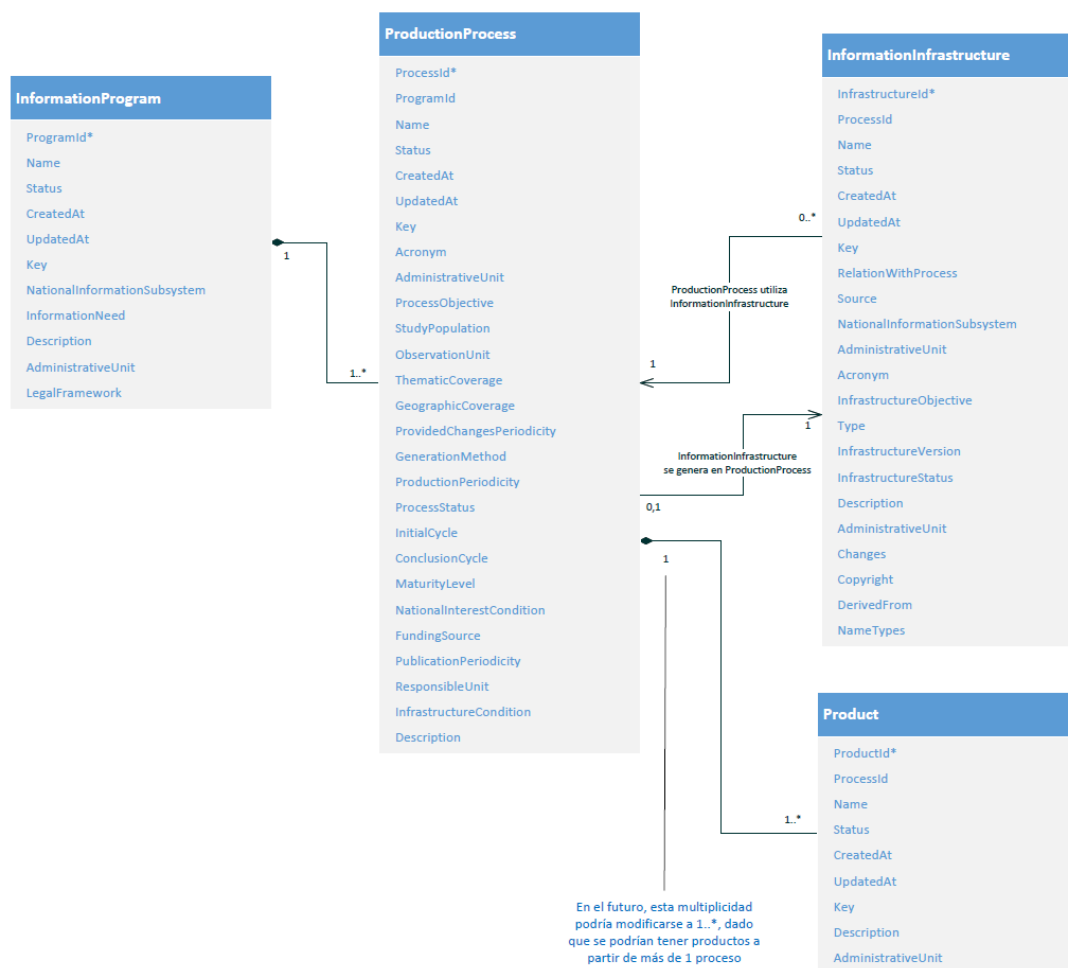 InformationProgram
ProgramId*
Name
Status
CreatedAt
UpdatedAt
Key
NationalInformationSubsystem
InformationNeed
Description
AdministrativeUnit
LegalFramework
1
1..*
ProductionProcess
ProcessId*
ProgramId
Name
Status
CreatedAt
UpdatedAt
Key
Acronym
AdministrativeUnit
ProcessObjective
StudyPopulation
ObservationUnit
ThematicCoverage
GeographicCoverage
ProvidedChangesPeriodicity
GenerationMethod
ProductionPeriodicity
ProcessStatus
InitialCycle
ConclusionCycle
MaturityLevel
NationalInterestCondition
FundingSource
PublicationPeriodicity
ResponsibleUnit
InfrastructureCondition
Description
0..*
ProductionProcess utiliza
InformationInfrastructure
1
1
InformationInfrastructure
se genera en ProductionProcess
0,1
1
1..*
En el futuro, esta multiplicidad
podría modificarse a 1..*, dado
que se podrían tener productos a
partir de más de 1 proceso
InformationInfrastructure
InfrastructureId*
ProcessId
Name
Status
CreatedAt
UpdatedAt
Key
RelationWithProcess
Source
NationalInformationSubsystem
AdministrativeUnit
Acronym
InfrastructureObjective
Type
InfrastructureVersion
InfrastructureStatus
Description
AdministrativeUnit
Changes
Copyright
DerivedFrom
NameTypes
Product
ProductId*
ProcessId
Name
Status
CreatedAt
UpdatedAt
Key
Description
AdministrativeUnit